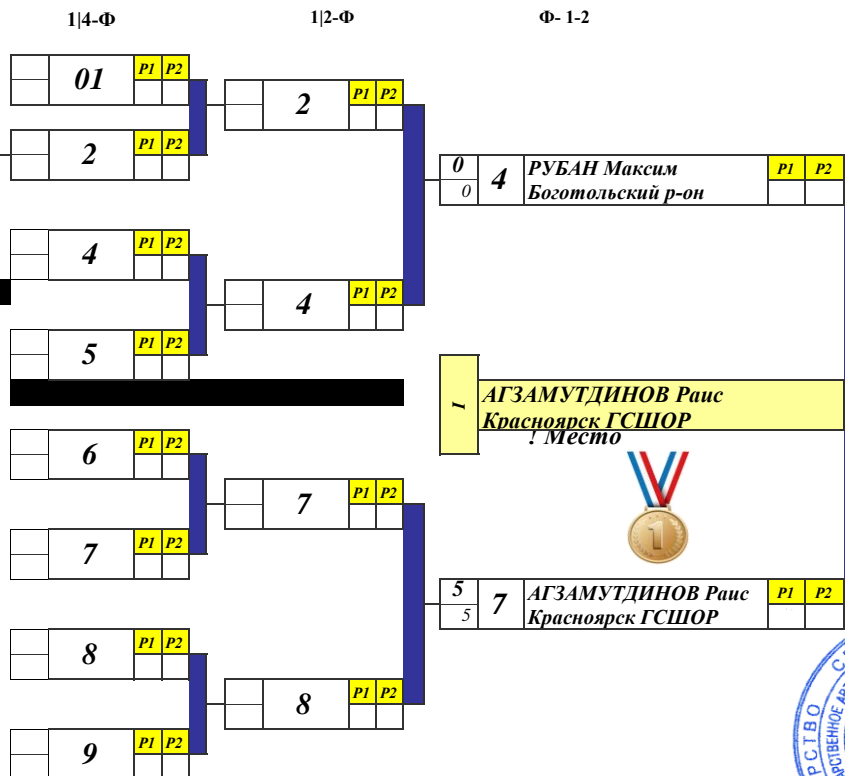 1|4-Ф 1|2-Ф Ф- 1-2
01 P1 P2
2 P1 P2
2 P1 P2
0 4 РУБАН Максим P1 P2
0 Боготольский р-он
4 P1 P2
4 P1 P2
5 P1 P2
I АГЗАМУТДИНОВ Раис
Красноярск ГСШОР
! Место
6 P1 P2
1
7 P1 P2
7 P1 P2
5 7 АГЗАМУТДИНОВ Раис P1 P2
5 Красноярск ГСШОР
8 P1 P2
8 P1 P2
9 P1 P2